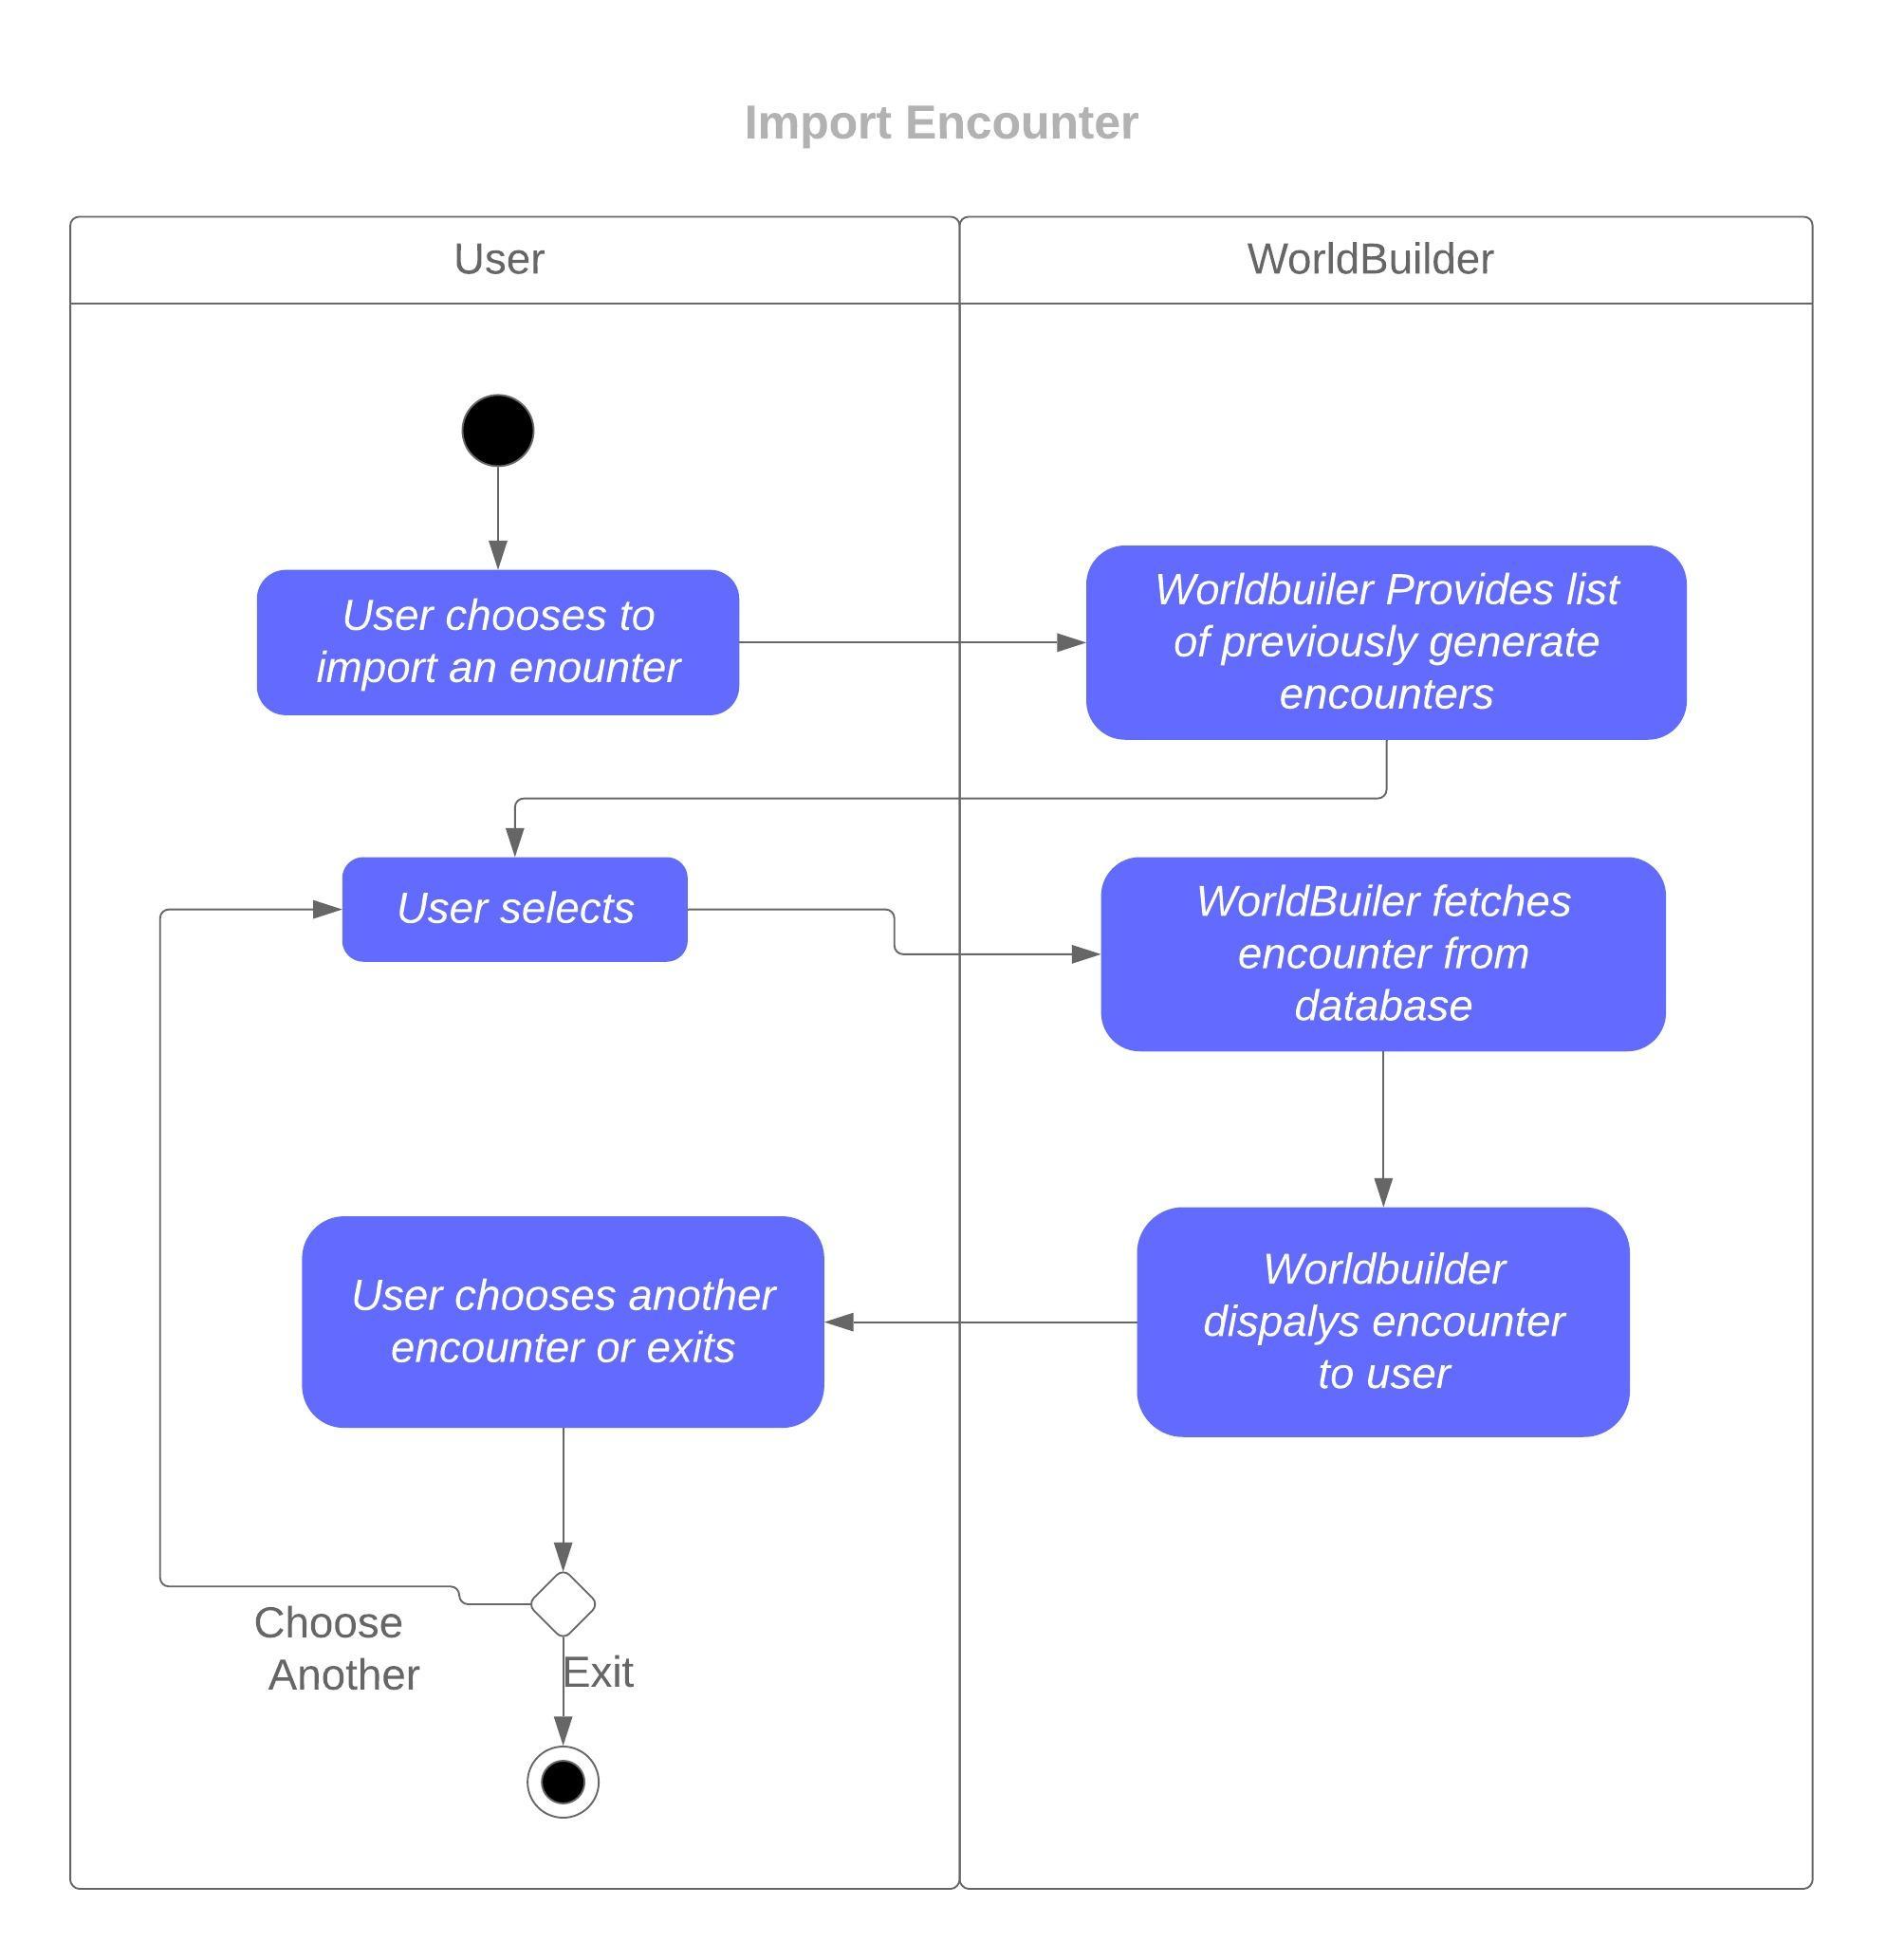 Import Encounter
User
WorldBuilder
User chooses to
import an enounter
Worldbuiler Provides list
of previously generate
encounters
User selects
WorldBuiler fetches
encounter from
database
User chooses another
encounter or exits
Worldbuilder
dispalys encounter
to user
Choose
Another
Exit